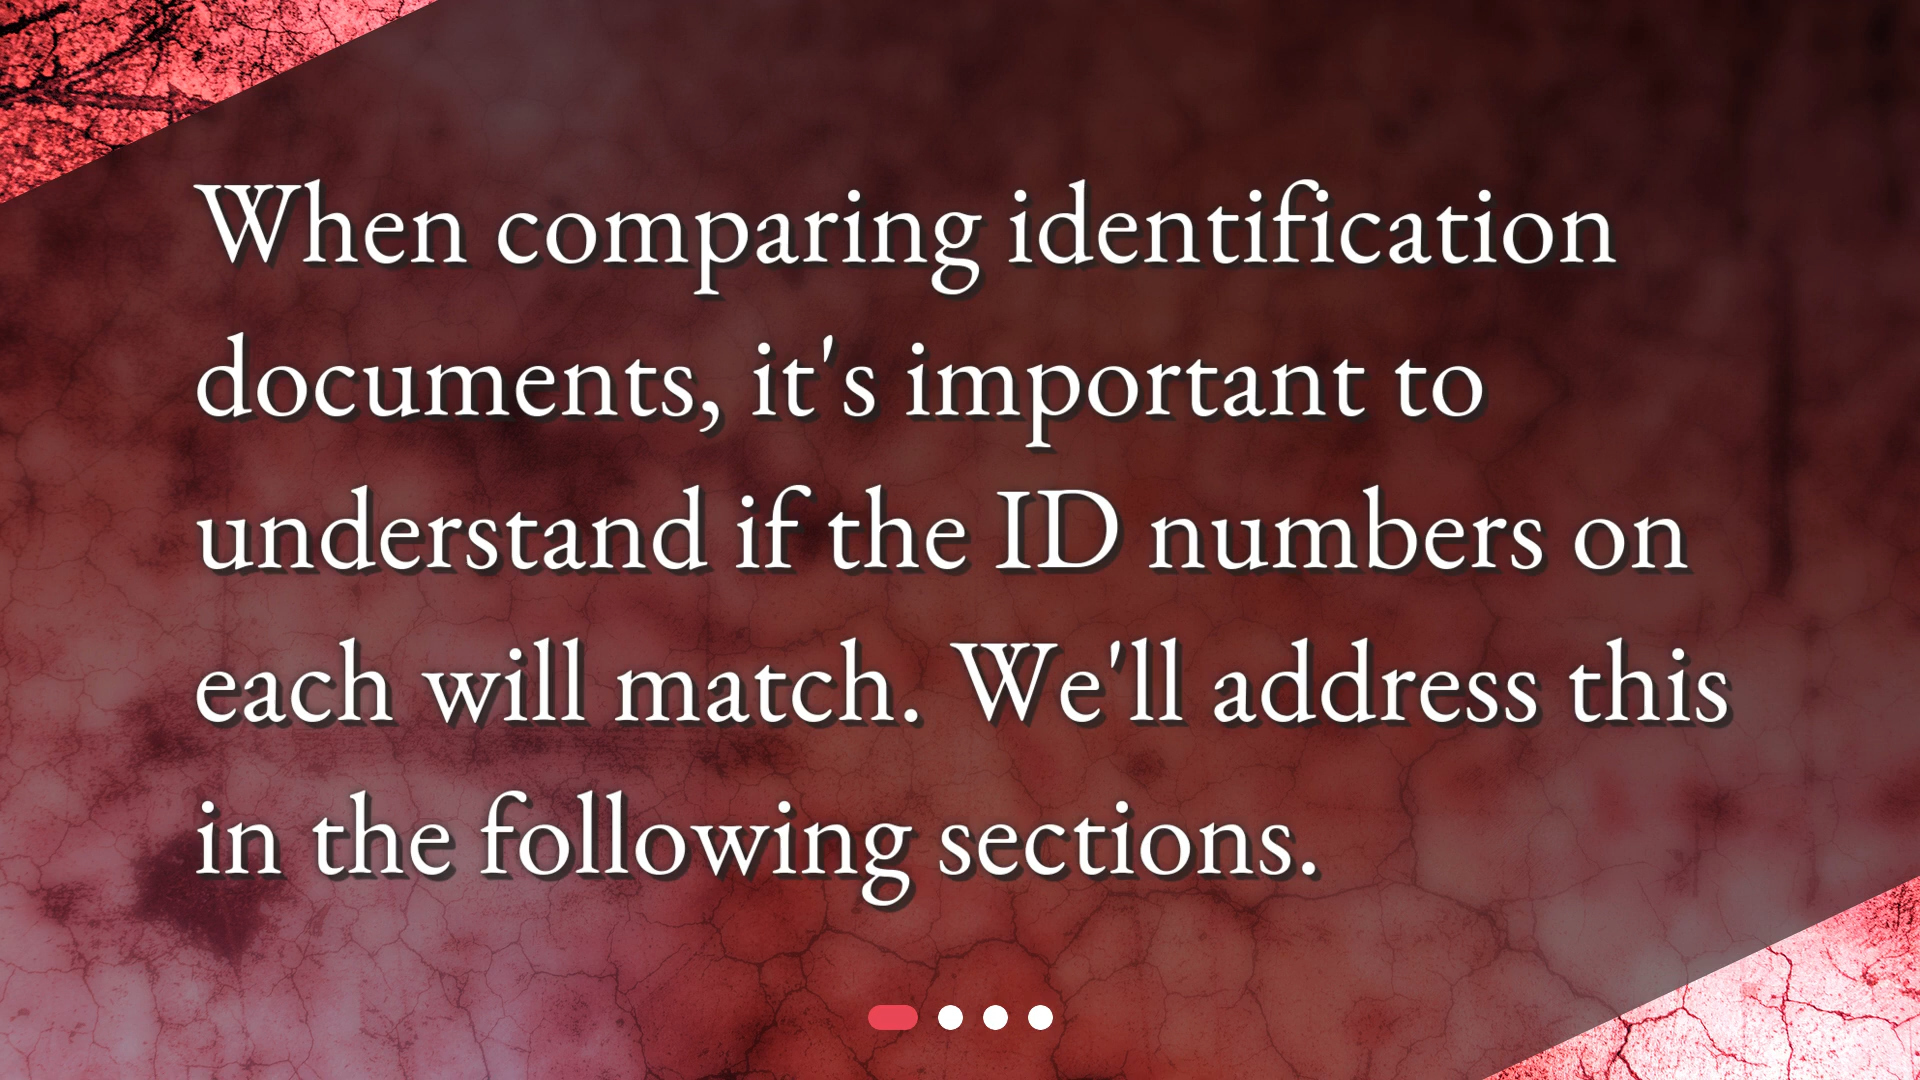 When comparing identification
documents, it's important to
understand if the ID numbers on
each will match. We'll address this
in the following sections.